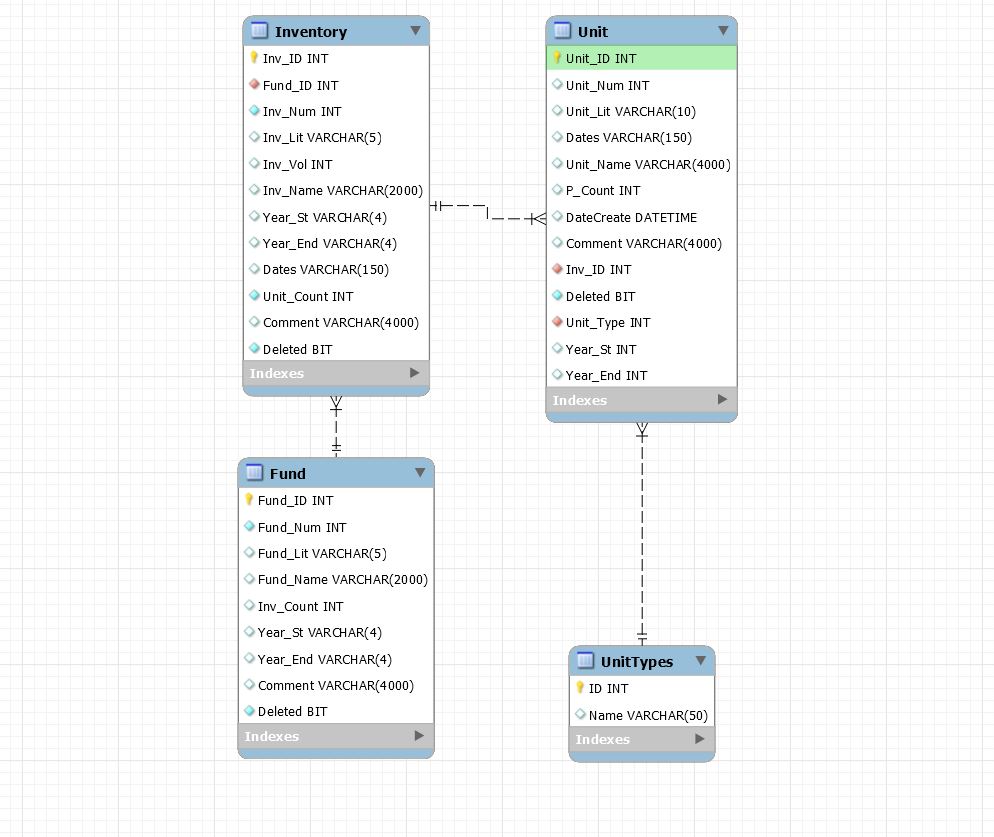 Inventory
Inv_ID INT
Fund_ID INT
Inv_Num INT
Inv_Lit VARCHAR(5)
Inv_Vol INT
Inv_Name VARCHAR(2000)
Year_St VARCHAR(4)
Year_End VARCHAR(4)
Dates VARCHAR(150)
Unit_Count INT
Comment VARCHAR(4000)
Deleted BIT
Indexes
Unit
Unit_ID INT
Unit_Num INT
Unit_Lit VARCHAR(10)
Dates VARCHAR(150)
Unit_Name VARCHAR(4000)
P_Count INT
DateCreate DATETIME
Comment VARCHAR(4000)
Inv_ID INT
Deleted BIT
Unit_Type INT
Year_St INT
Year_End INT
Indexes
Fund
Fund_ID INT
Fund_Num INT
Fund_Lit VARCHAR(5)
Fund_Name VARCHAR(2000)
Inv_Count INT
Year_St VARCHAR(4)
Year_End VARCHAR(4)
Comment VARCHAR(4000)
Deleted BIT
Indexes
UnitTypes
ID INT
Name VARCHAR(50)
Indexes